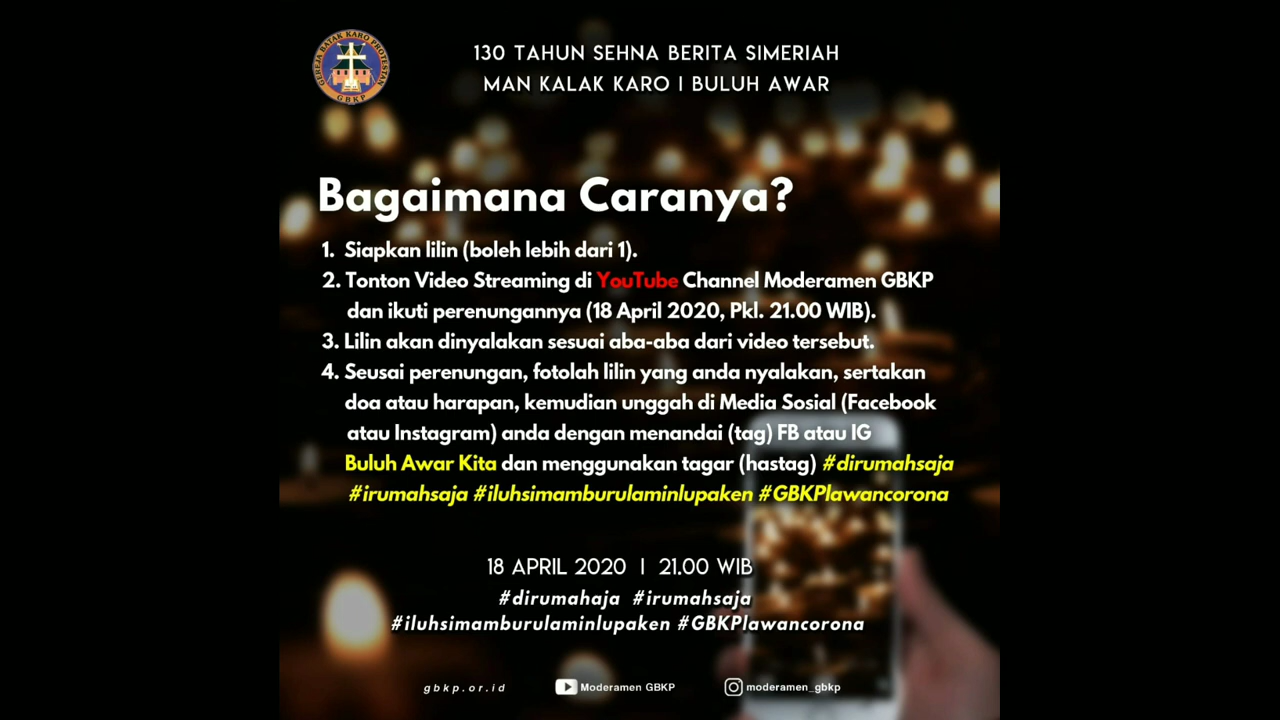 GEREJA BATAK KARO PROTESTAN
GBKP
130 TAHUN SEHNA BERITA SIMERIAH
MAN KALAK KARO | BULUH AWAR
Bagaimana Caranya?
1. Siapkan lilin (boleh lebih dari 1).
2. Tonton Video Streaming di YouTube Channel Moderamen GBKP
dan ikuti perenungannya (18 April 2020, Pkl. 21.00 WIB).
3. Lilin akan dinyalakan sesuai aba-aba dari video tersebut.
4. Seusai perenungan, fotolah lilin yang anda nyalakan, sertakan
doa atau harapan, kemudian unggah di Media Sosial (Facebook
atau Instagram) anda dengan menandai (tag) FB atau IG
Buluh Awar Kita dan menggunakan tagar (hastag) #dirumahsaja
#irumahsaja #iluhsimamburulaminlupaken #GBKPlawancorona
18 APRIL 2020 | 21.00 WIB
#dirumahaja #irumahsaja
#iluhsimamburulaminlupaken #GBKPlawancorona
gbkp.or.id Moderamen GBKP moderamen_gbkp